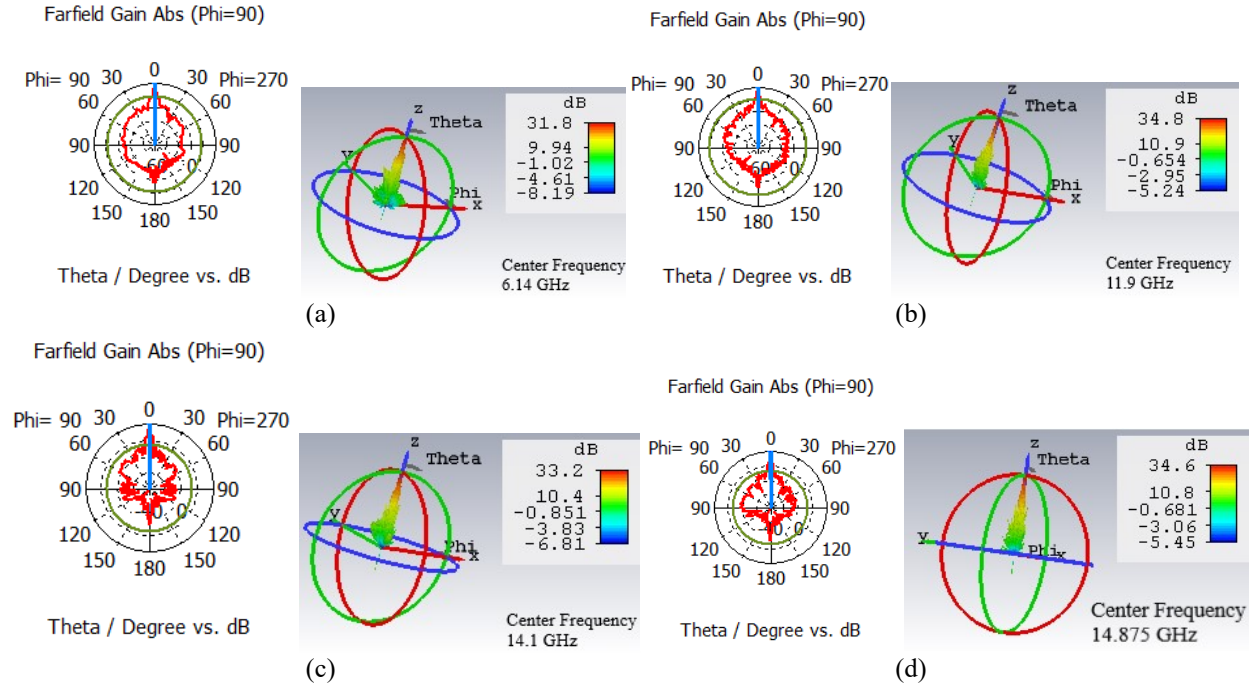 Farfield Gain Abs (Phi=90)
Phi= 90 30 0 30 Phi=270
60 60
90 90
120 120
150 180 150
Theta / Degree vs. dB
z
Theta
y
Phi
x
dB
31.8
9.94
-1.02
-4.61
-8.19
Center Frequency
6.14 GHz
(a)
Farfield Gain Abs (Phi=90)
Phi= 90 30 0 30 Phi=270
60 60
90 90
120 120
150 180 150
Theta / Degree vs. dB
z
Theta
y
Phi
x
dB
34.8
10.9
-0.654
-2.95
-5.24
Center Frequency
11.9 GHz
(b)
Farfield Gain Abs (Phi=90)
Phi= 90 30 0 30 Phi=270
60 60
90 90
120 120
150 180 150
Theta / Degree vs. dB
z
Theta
y
Phi
x
dB
33.2
10.4
-0.851
-3.83
-6.81
Center Frequency
14.1 GHz
(c)
Farfield Gain Abs (Phi=90)
Phi= 90 30 0 30 Phi=270
60 60
90 90
120 120
150 180 150
Theta / Degree vs. dB
z
Theta
y
Phi x
dB
34.6
10.8
-0.681
-3.06
-5.45
Center Frequency
14.875 GHz
(d)